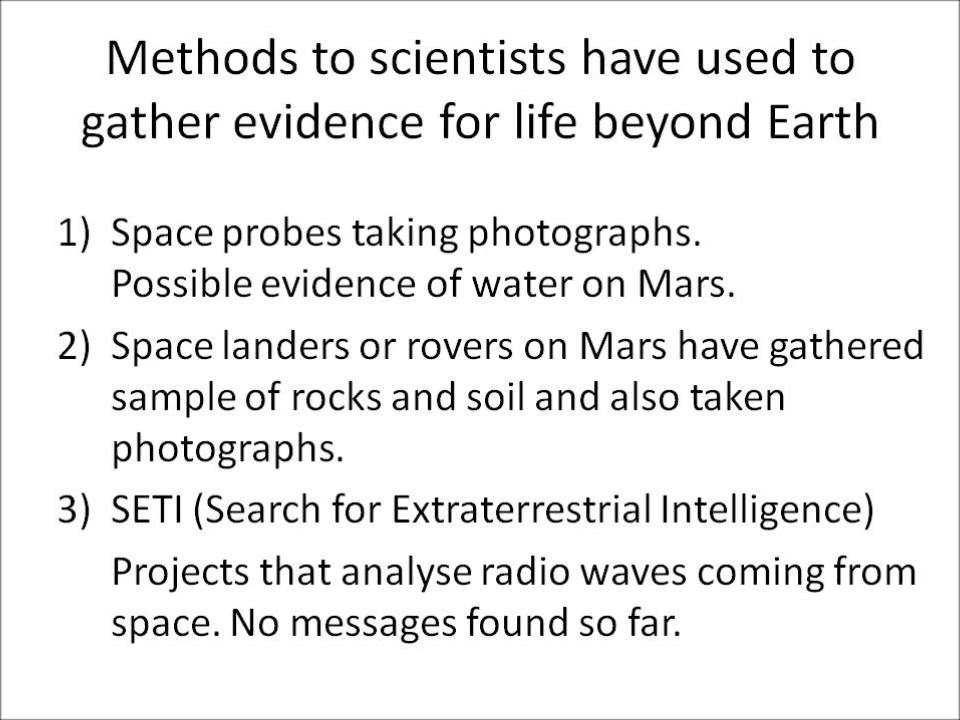 Methods to scientists have used to
gather evidence for life beyond Earth
1) Space probes taking photographs.
Possible evidence of water on Mars.
2) Space landers or rovers on Mars have gathered
sample of rocks and soil and also taken
photographs.
3) SETI (Search for Extraterrestrial Intelligence)
Projects that analyse radio waves coming from
space. No messages found so far.